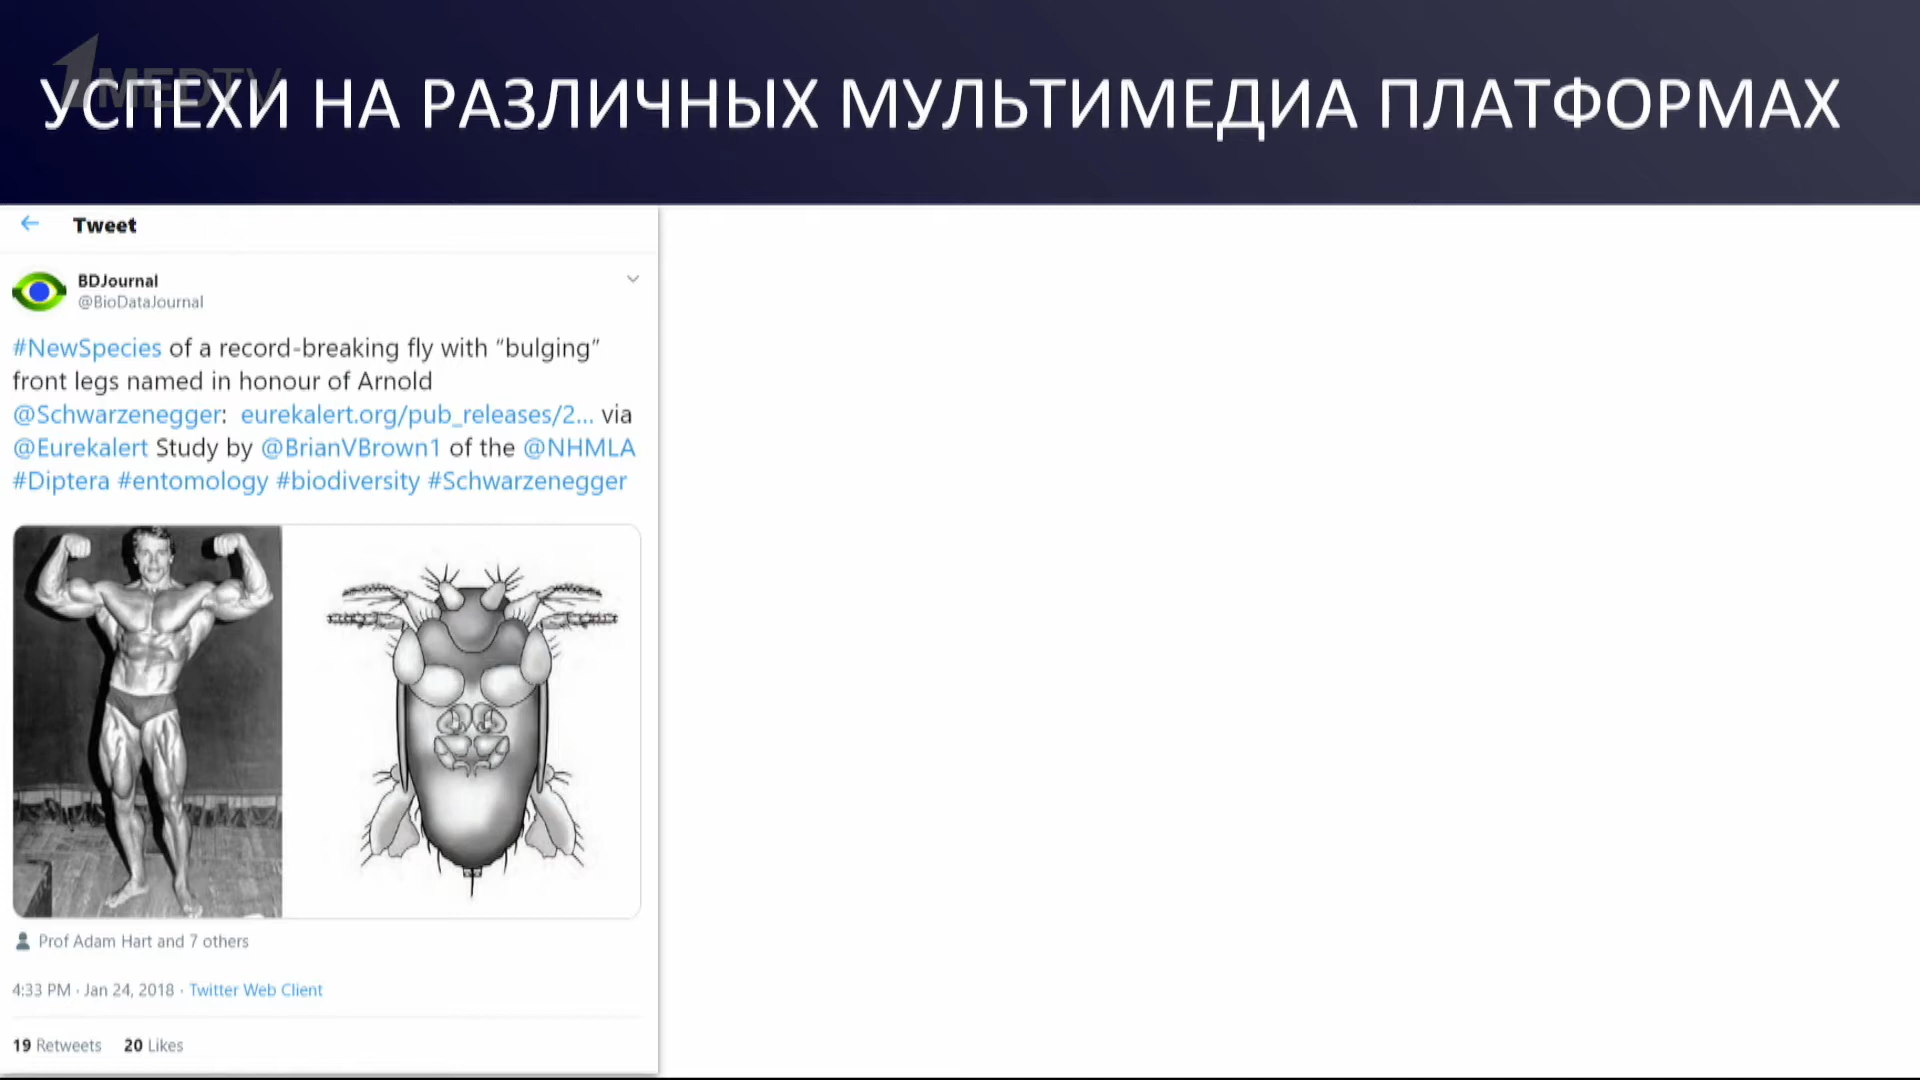 1MEDTV
УСПЕХИ НА РАЗЛИЧНЫХ МУЛЬТИМЕДИА ПЛАТФОРМАХ
Tweet
BDJournal
@BioDataJournal
#NewSpecies of a record-breaking fly with “bulging”
front legs named in honour of Arnold
@Schwarzenegger: eurekalert.org/pub_releases/2... via
@Eurekalert Study by @BrianVBrown1 of the @NHMLA
#Diptera #entomology #biodiversity #Schwarzenegger
Prof Adam Hart and 7 others
4:33 PM · Jan 24, 2018 · Twitter Web Client
19 Retweets 20 Likes